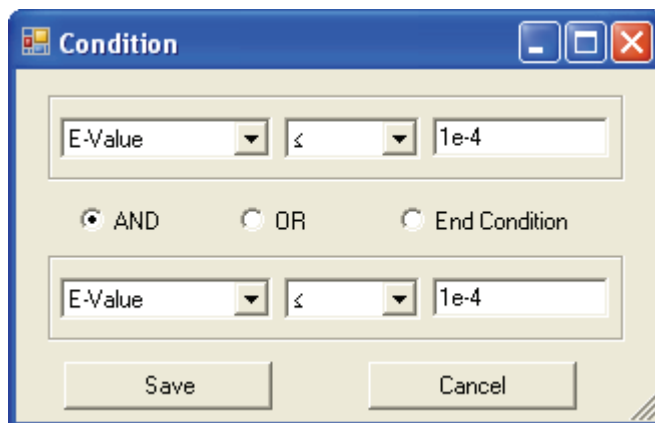 Condition
E-Value ≤ 1e-4
AND OR End Condition
E-Value ≤ 1e-4
Save Cancel